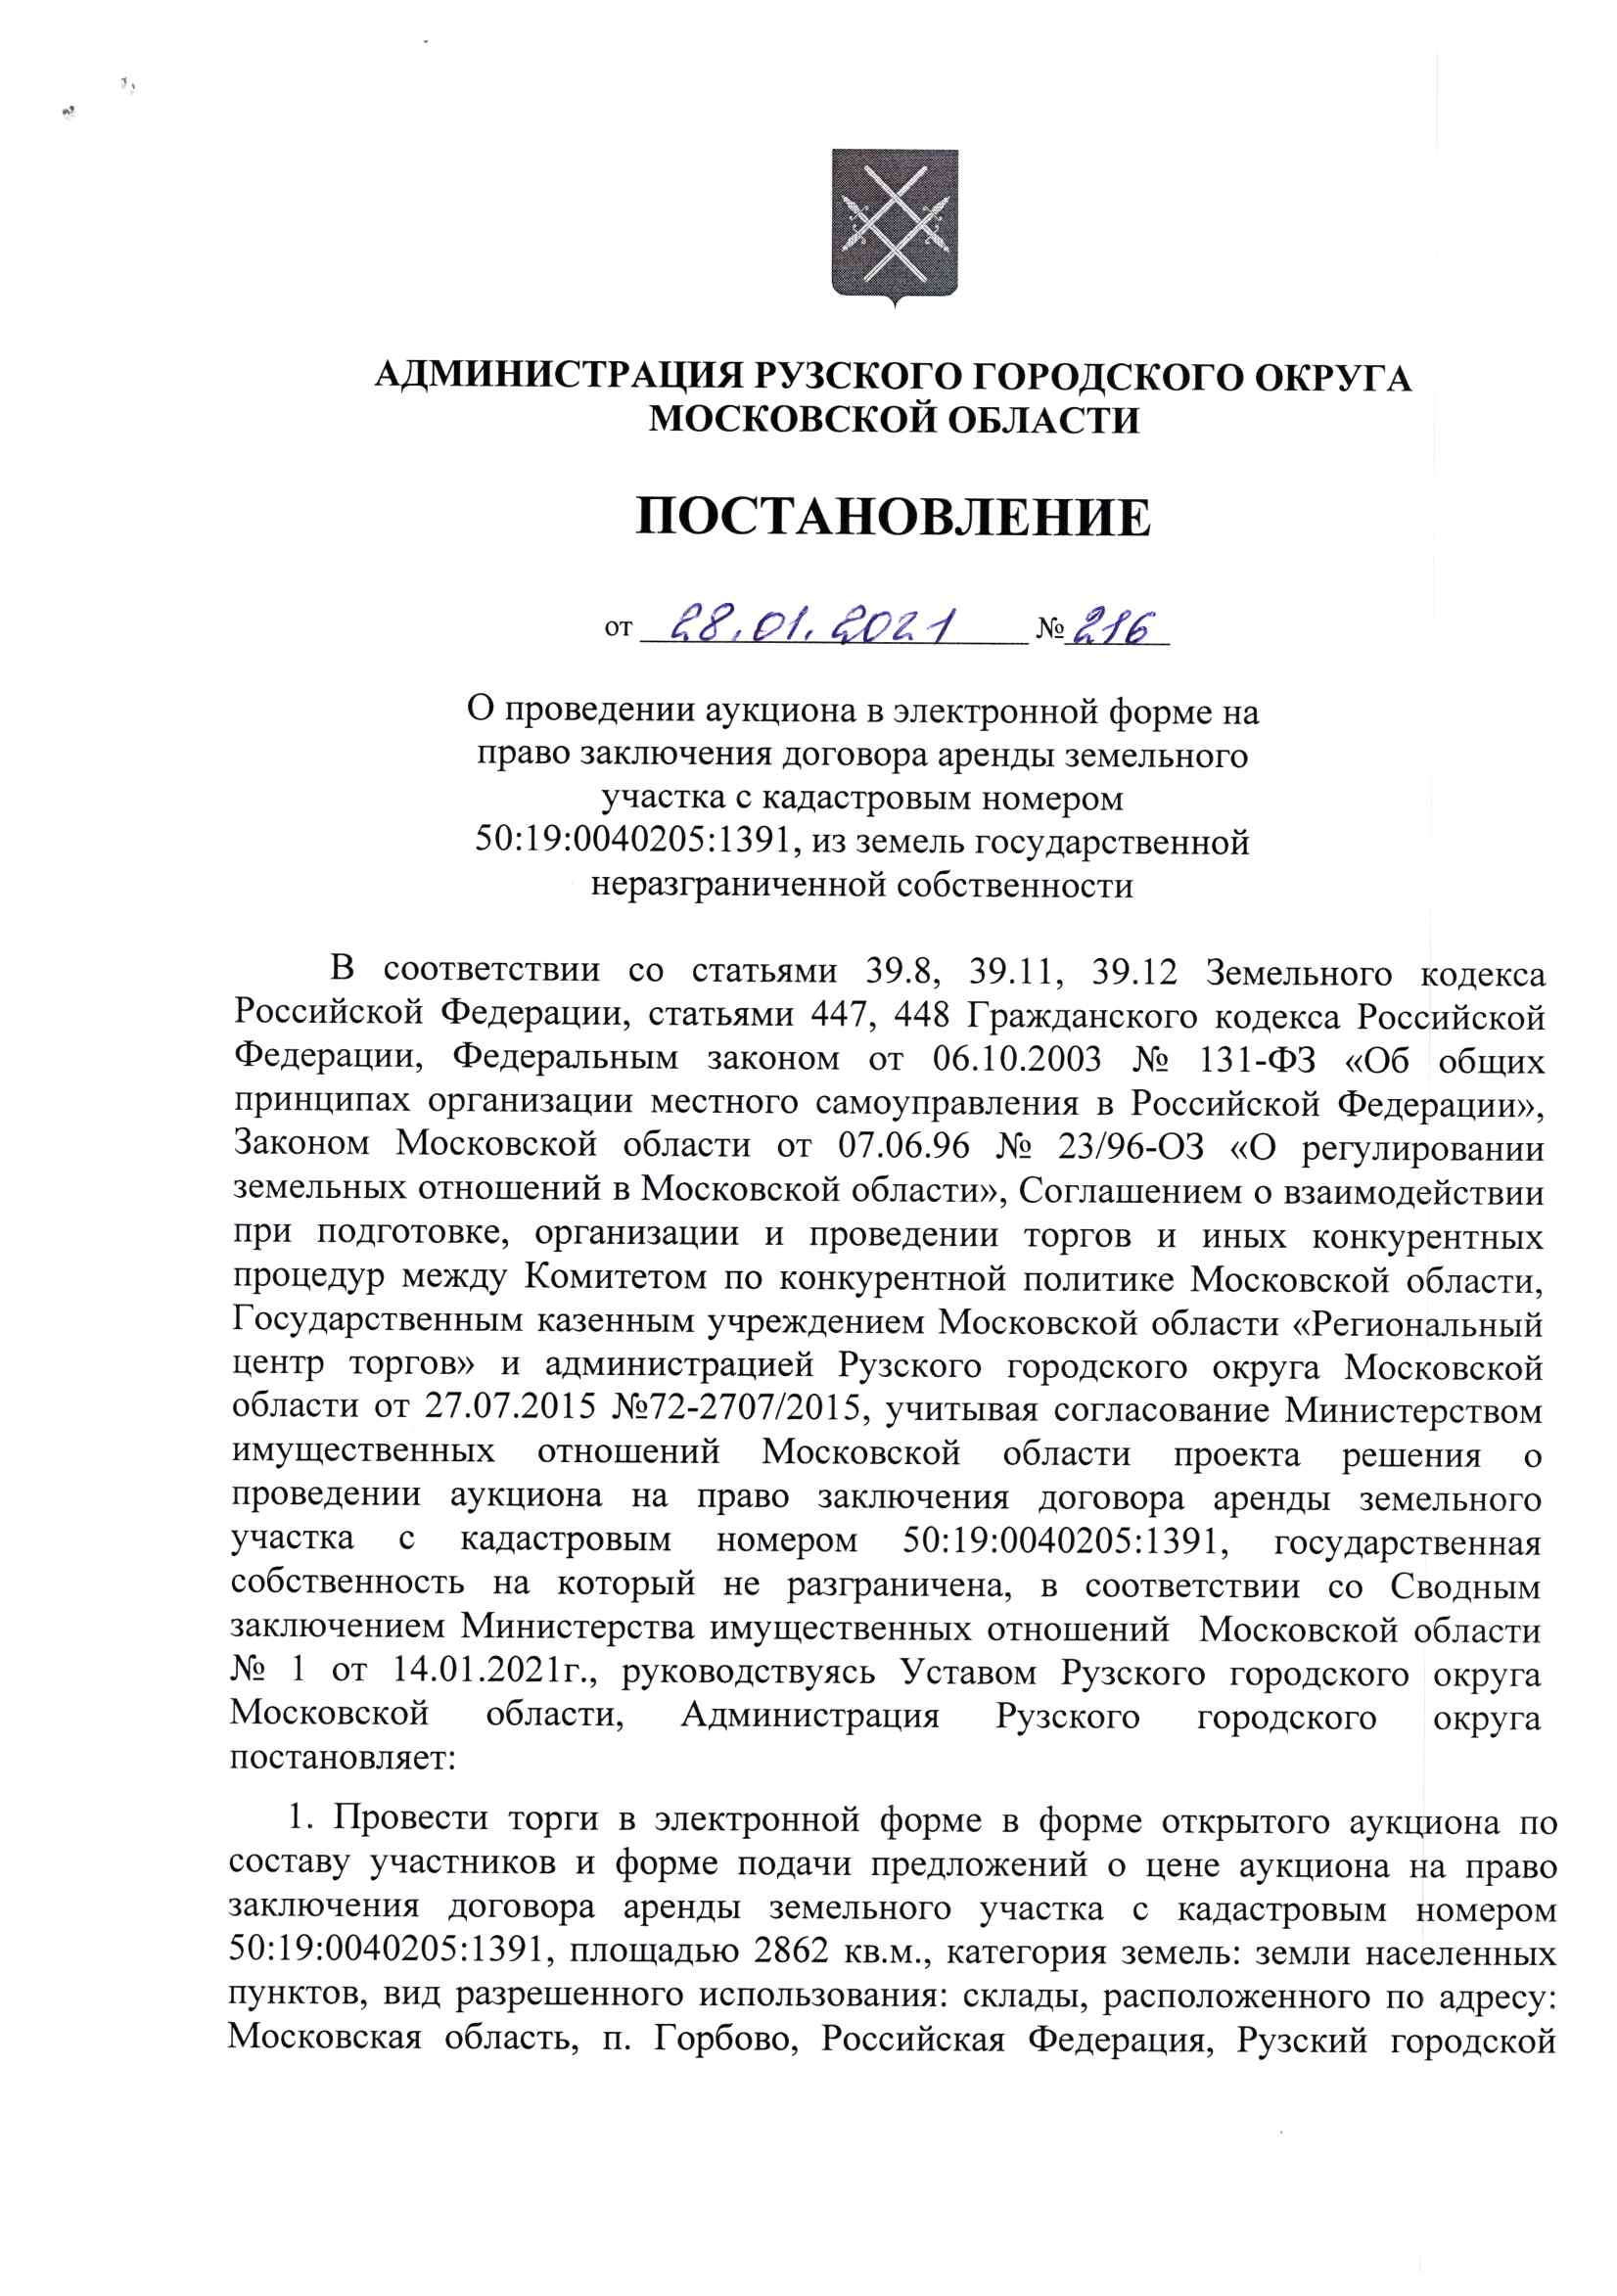 АДМИНИСТРАЦИЯ РУЗСКОГО ГОРОДСКОГО ОКРУГА
МОСКОВСКОЙ ОБЛАСТИ
ПОСТАНОВЛЕНИЕ
от 28.01.2021 № 216
О проведении аукциона в электронной форме на
право заключения договора аренды земельного
участка с кадастровым номером
50:19:0040205:1391, из земель государственной
неразграниченной собственности
В соответствии со статьями 39.8, 39.11, 39.12 Земельного кодекса
Российской Федерации, статьями 447, 448 Гражданского кодекса Российской
Федерации, Федеральным законом от 06.10.2003 № 131-ФЗ «Об общих
принципах организации местного самоуправления в Российской Федерации»,
Законом Московской области от 07.06.96 № 23/96-ОЗ «О регулировании
земельных отношений в Московской области», Соглашением о взаимодействии
при подготовке, организации и проведении торгов и иных конкурентных
процедур между Комитетом по конкурентной политике Московской области,
Государственным казенным учреждением Московской области «Региональный
центр торгов» и администрацией Рузского городского округа Московской
области от 27.07.2015 №72-2707/2015, учитывая согласование Министерством
имущественных отношений Московской области проекта решения о
проведении аукциона на право заключения договора аренды земельного
участка с кадастровым номером 50:19:0040205:1391, государственная
собственность на который не разграничена, в соответствии со Сводным
заключением Министерства имущественных отношений Московской области
№ 1 от 14.01.2021г., руководствуясь Уставом Рузского городского округа
Московской области, Администрация Рузского городского округа
постановляет:
1. Провести торги в электронной форме в форме открытого аукциона по
составу участников и форме подачи предложений о цене аукциона на право
заключения договора аренды земельного участка с кадастровым номером
50:19:0040205:1391, площадью 2862 кв.м., категория земель: земли населенных
пунктов, вид разрешенного использования: склады, расположенного по адресу:
Московская область, п. Горбово, Российская Федерация, Рузский городской